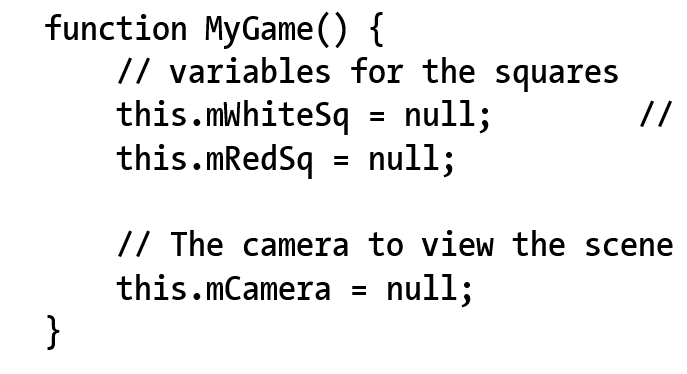 function MyGame() {
    // variables for the squares
    this.mWhiteSq = null;        //
    this.mRedSq = null;

    // The camera to view the scene
    this.mCamera = null;
}